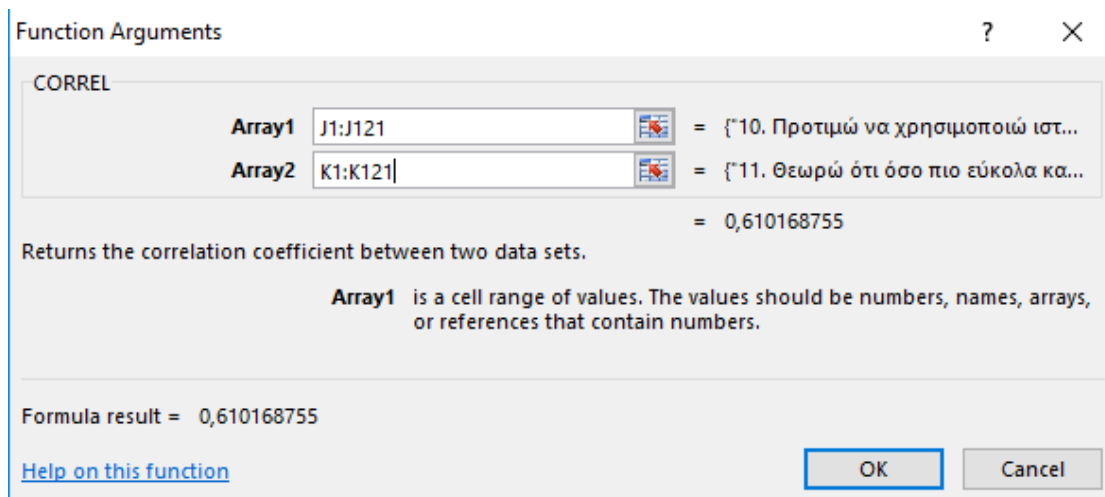 Function Arguments ? ×
CORREL
Array1 J1:J121 = {"10. Προτιμώ να χρησιμοποιώ ιστ...
Array2 K1:K121 = {"11. Θεωρώ ότι όσο πιο εύκολα κα...
= 0,610168755
Returns the correlation coefficient between two data sets.
Array1 is a cell range of values. The values should be numbers, names, arrays,
or references that contain numbers.
Formula result = 0,610168755
Help on this function OK Cancel